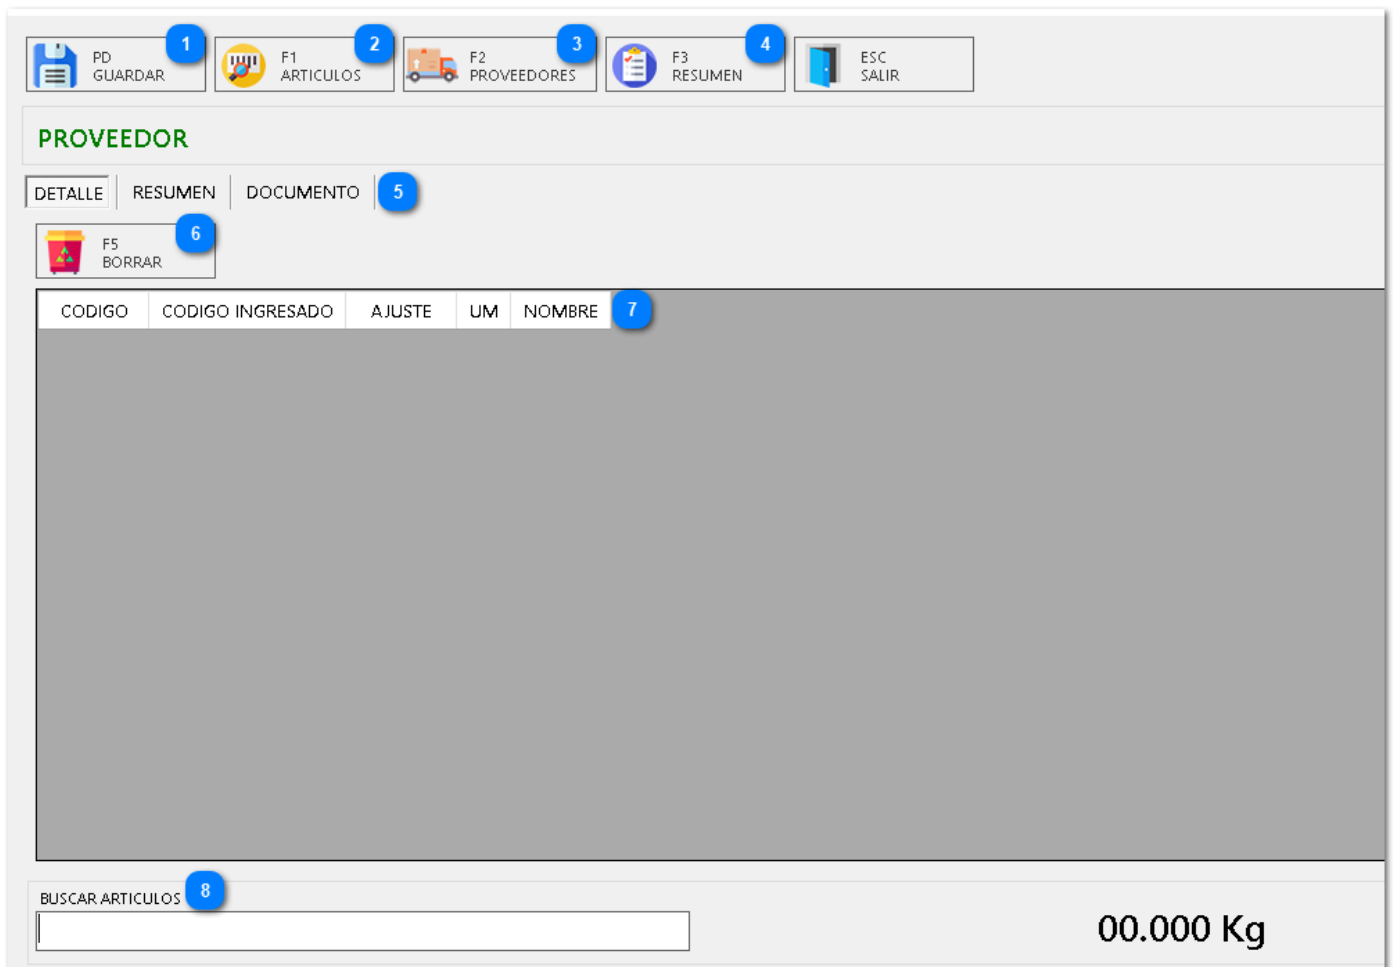 PD
GUARDAR
1
F1
ARTICULOS
2
F2
PROVEEDORES
3
F3
RESUMEN
4
ESC
SALIR
PROVEEDOR
DETALLE RESUMEN DOCUMENTO 5
F5
BORRAR
6
CODIGO CODIGO INGRESADO AJUSTE UM NOMBRE 7
BUSCAR ARTICULOS 8
00.000 Kg